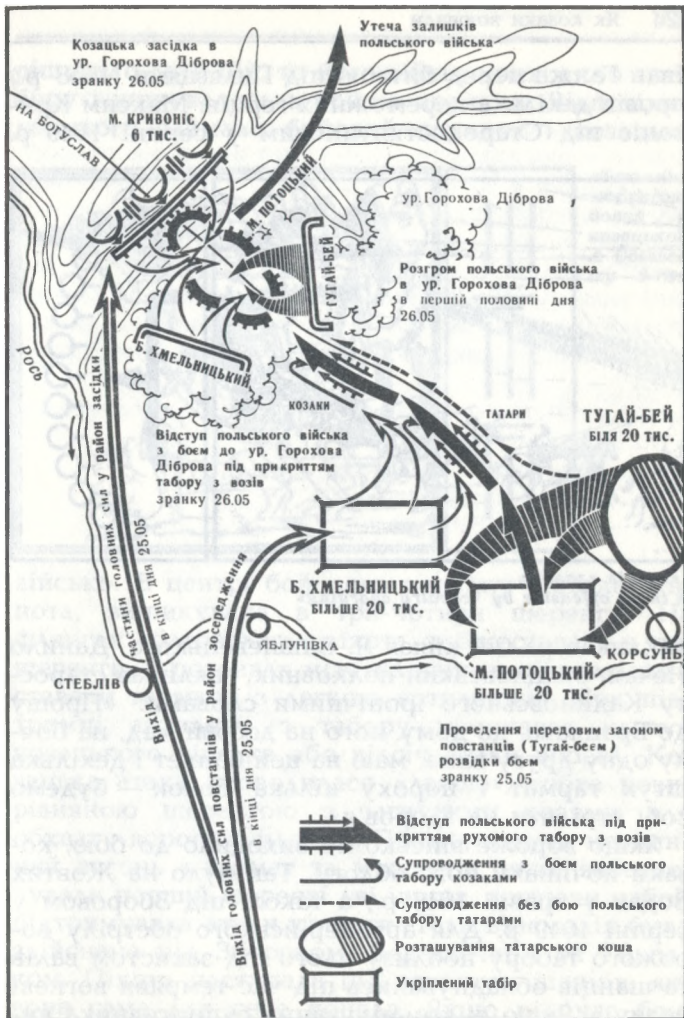 Утеча залишків
польського війська
Козацька засідка в
ур. Горохова Діброва
зранку 26.05
НА БОГУСЛАВ
М. КРИВОНІС
6 тис.
М. ПОТОЦЬКИЙ
ур. Горохова Діброва
ТУГАЙ-БЕЙ
Розгром польського війська
в ур. Горохова Діброва
в першій половині дня
26.05
рось
ХМЕЛЬНИЦЬКИЙ
КОЗАКИ
ТАТАРИ
ТУГАЙ-БЕЙ
БІЛЯ 20 ТИС.
Відступ польського війська
з боєм до ур. Горохова
Діброва під прикриттям
табору з возів
зранку 26.05
Вихід частини головних сил у район засідки
в кінці дня 25.05
Б. ХМЕЛЬНИЦЬКИЙ
БІЛЬШЕ 20 ТИС.
КОРСУНЬ
ЯБЛУНІВКА
М. ПОТОЦЬКИЙ
БІЛЬШЕ 20 ТИС.
СТЕБЛІВ
Вихід головних сил повстанців у район зосередження
в кінці дня 25.05
Проведення передовим загоном
повстанців (Тугай-беєм)
розвідки боєм
зранку 25.05
Відступ п. війська під при-
криттям рухомого табору з возів
Супроводження з боєм польського
табору козаками
Супроводження без бою польського
табору татарами
Розташування татарського коша
Укріплений табір